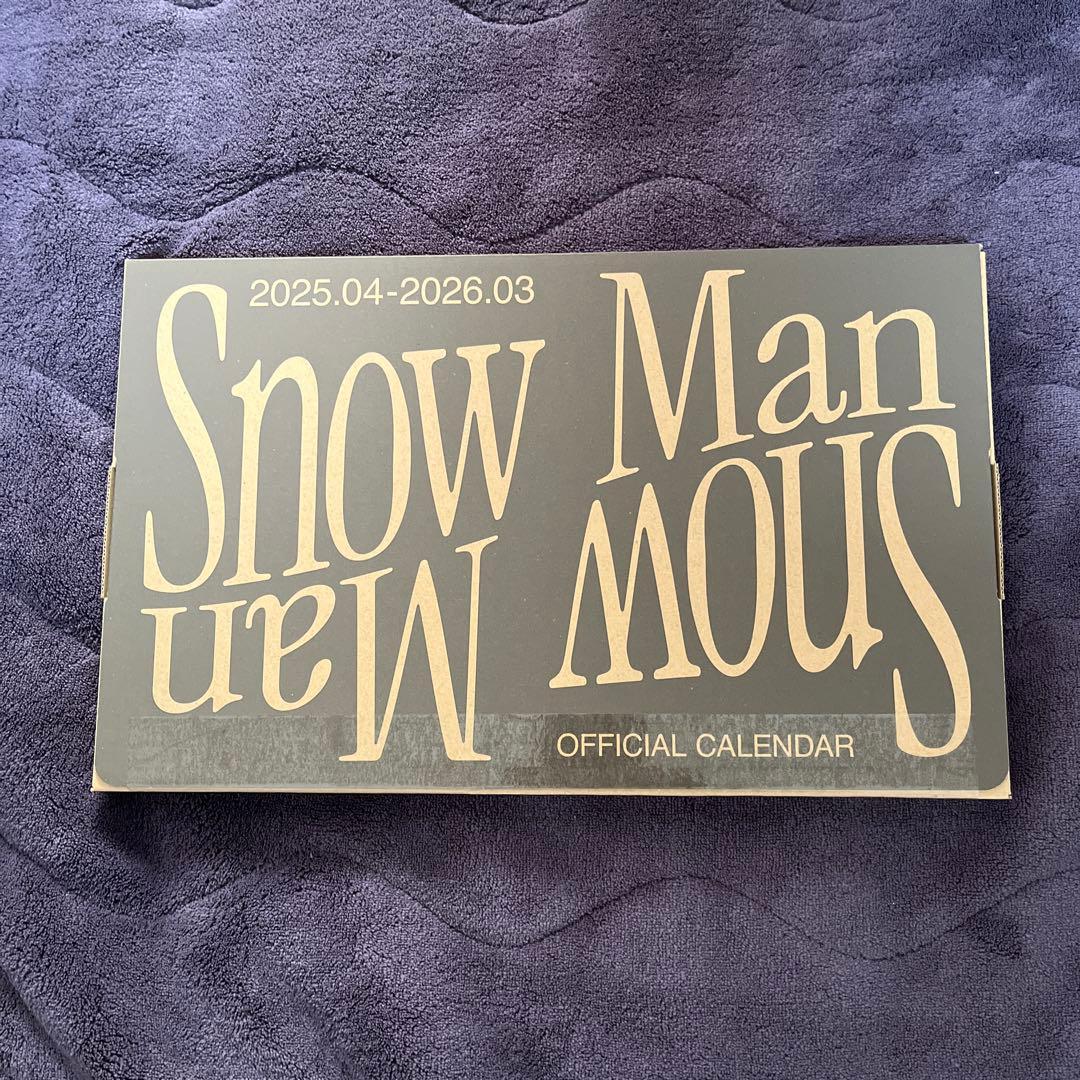 2025.04-2026.03
Snow Man
Snow Man
OFFICIAL CALENDAR